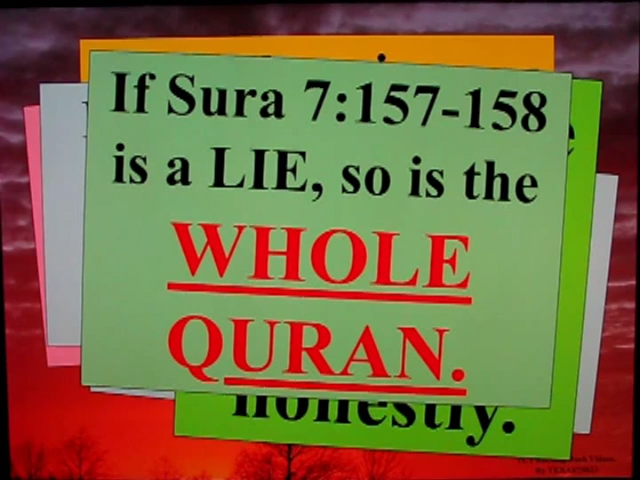 If Sura 7:157-158
is a LIE, so is the
WHOLE
QURAN.
honestly.